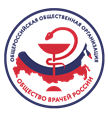 ОБЩЕРОССИЙСКАЯ ОБЩЕСТВЕННАЯ ОРГАНИЗАЦИЯ
ОБЩЕСТВО ВРАЧЕЙ РОССИИ